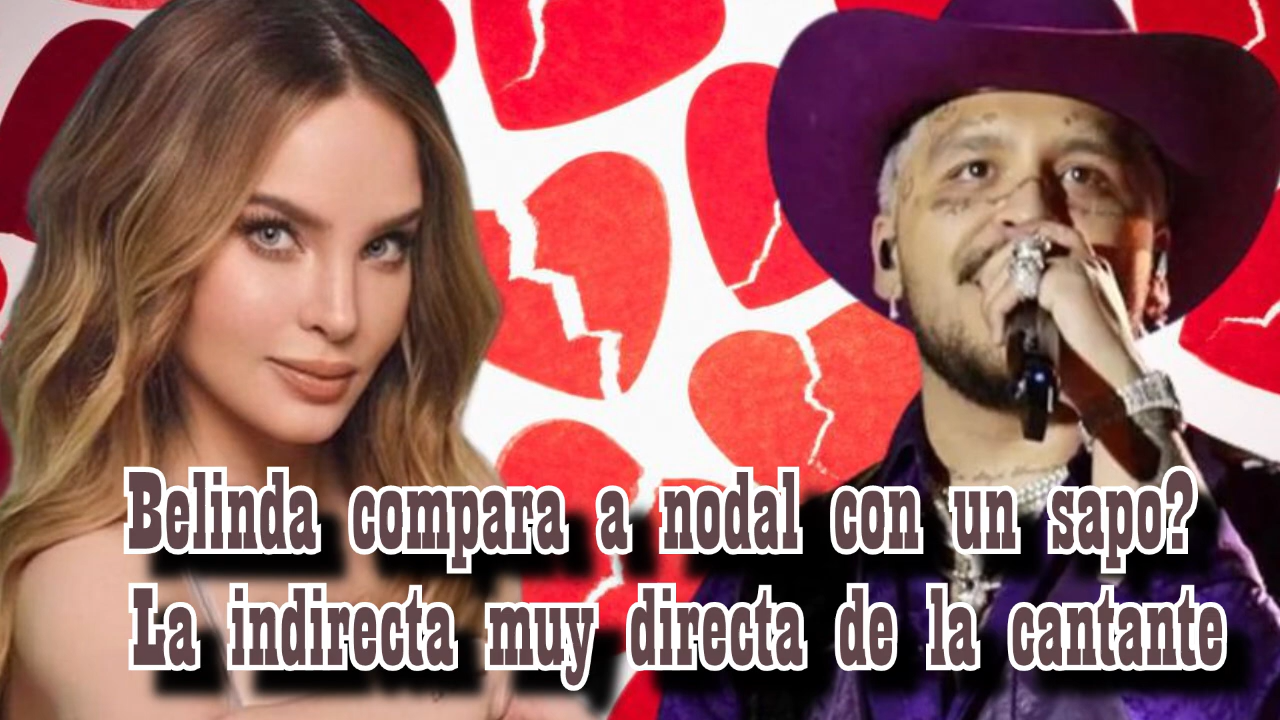 Belinda compara a nodal con un sapo?
La indirecta muy directa de la cantante